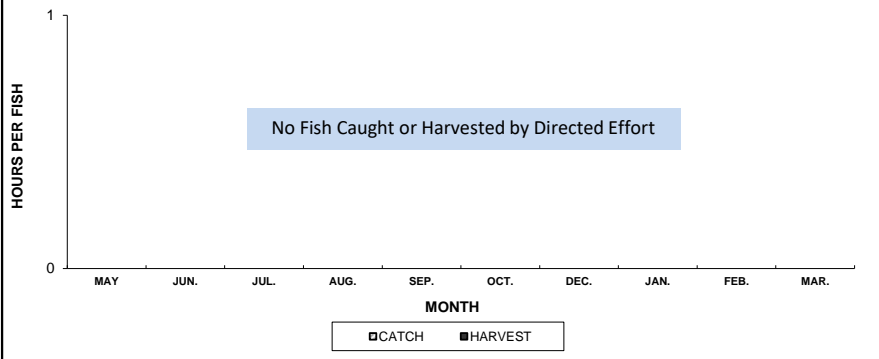 1
HOURS PER FISH
No Fish Caught or Harvested by Directed Effort
0
MAY JUN. JUL. AUG. SEP. OCT. DEC. JAN. FEB. MAR.
MONTH
CATCH HARVEST